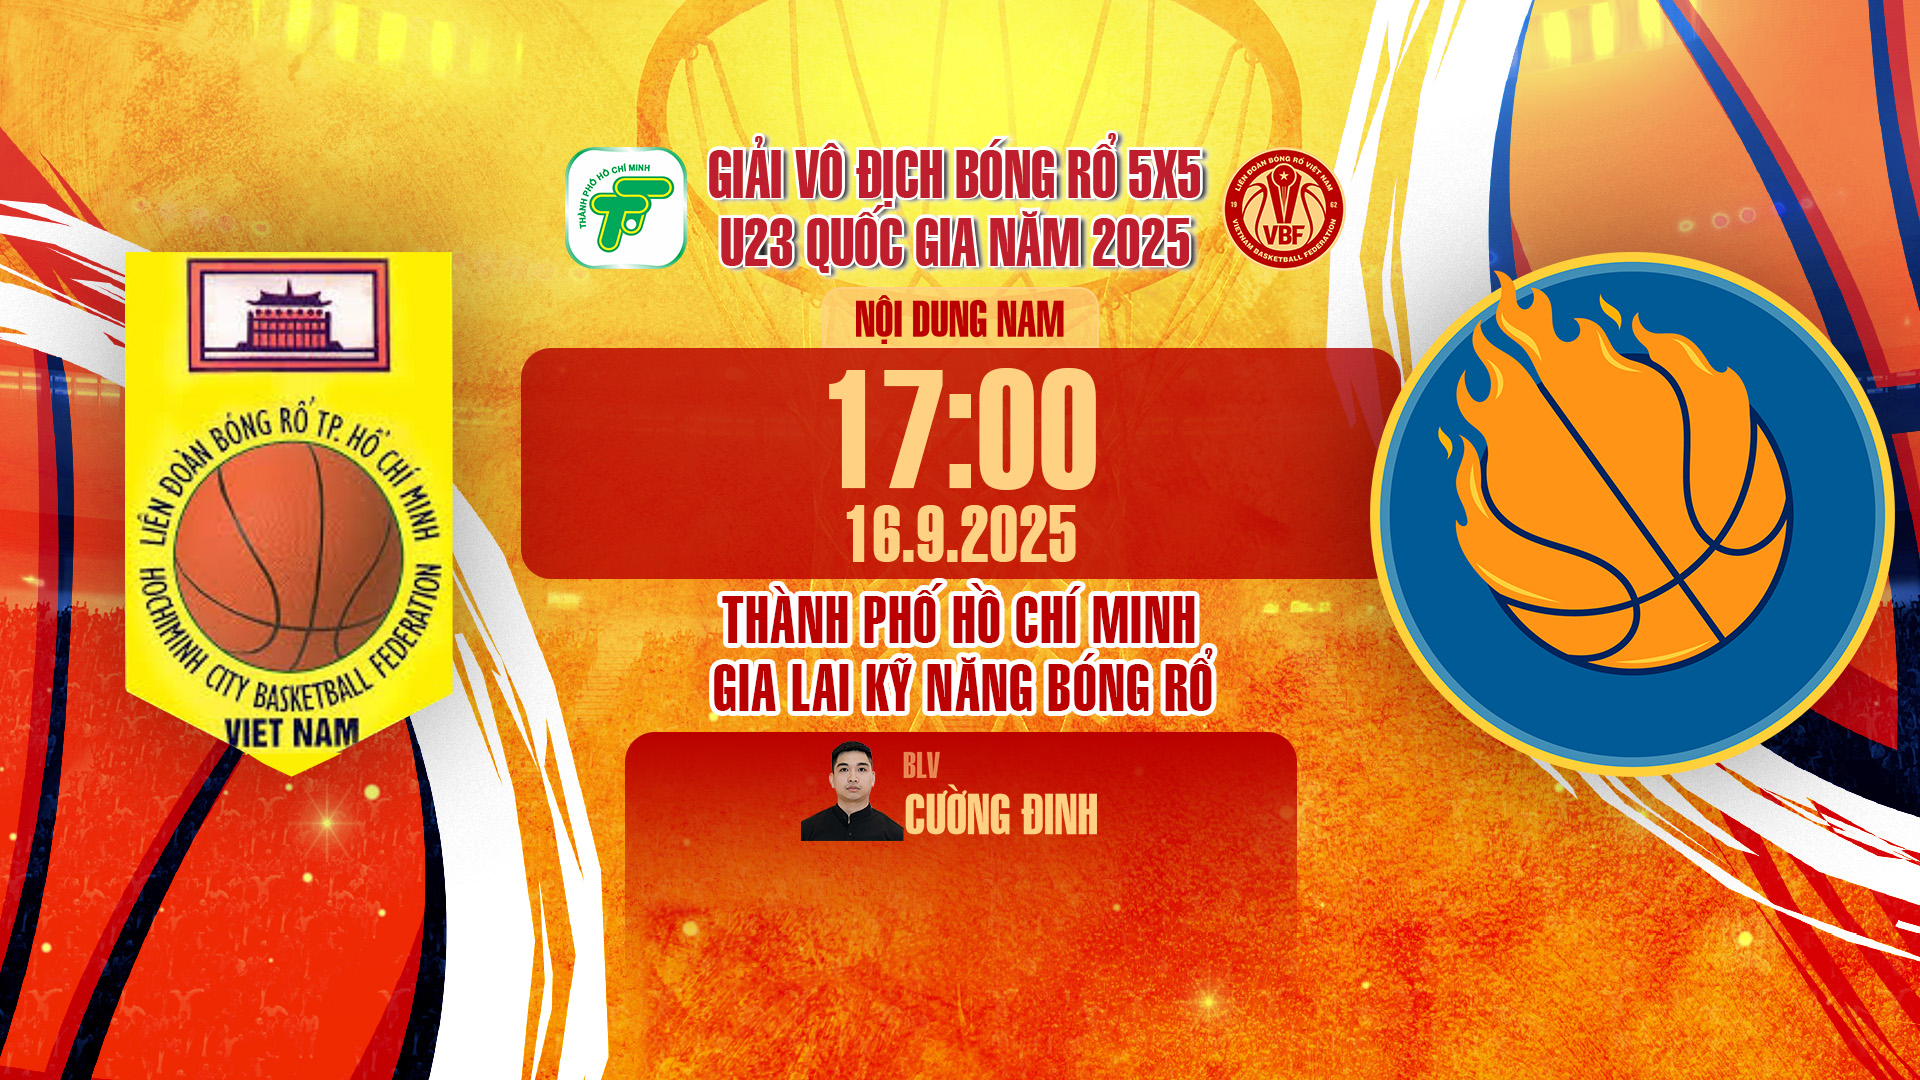 THÀNH PHỐ HỒ CHÍ MINH
GIẢI VÔ ĐỊCH BÓNG RỔ 5X5
U23 QUỐC GIA NĂM 2025
LIÊN ĐOÀN BÓNG RỔ VIỆT NAM
19 62
VBF
VIETNAM BASKETBALL FEDERATION
NỘI DUNG NAM
17:00
16.9.2025
LIÊN ĐOÀN BÓNG RỔ TP. HỒ CHÍ MINH
HOCHIMINH CITY BASKETBALL FEDERATION
VIET NAM
THÀNH PHỐ HỒ CHÍ MINH
GIA LAI KỸ NĂNG BÓNG RỔ
BLV
CƯỜNG ĐINH